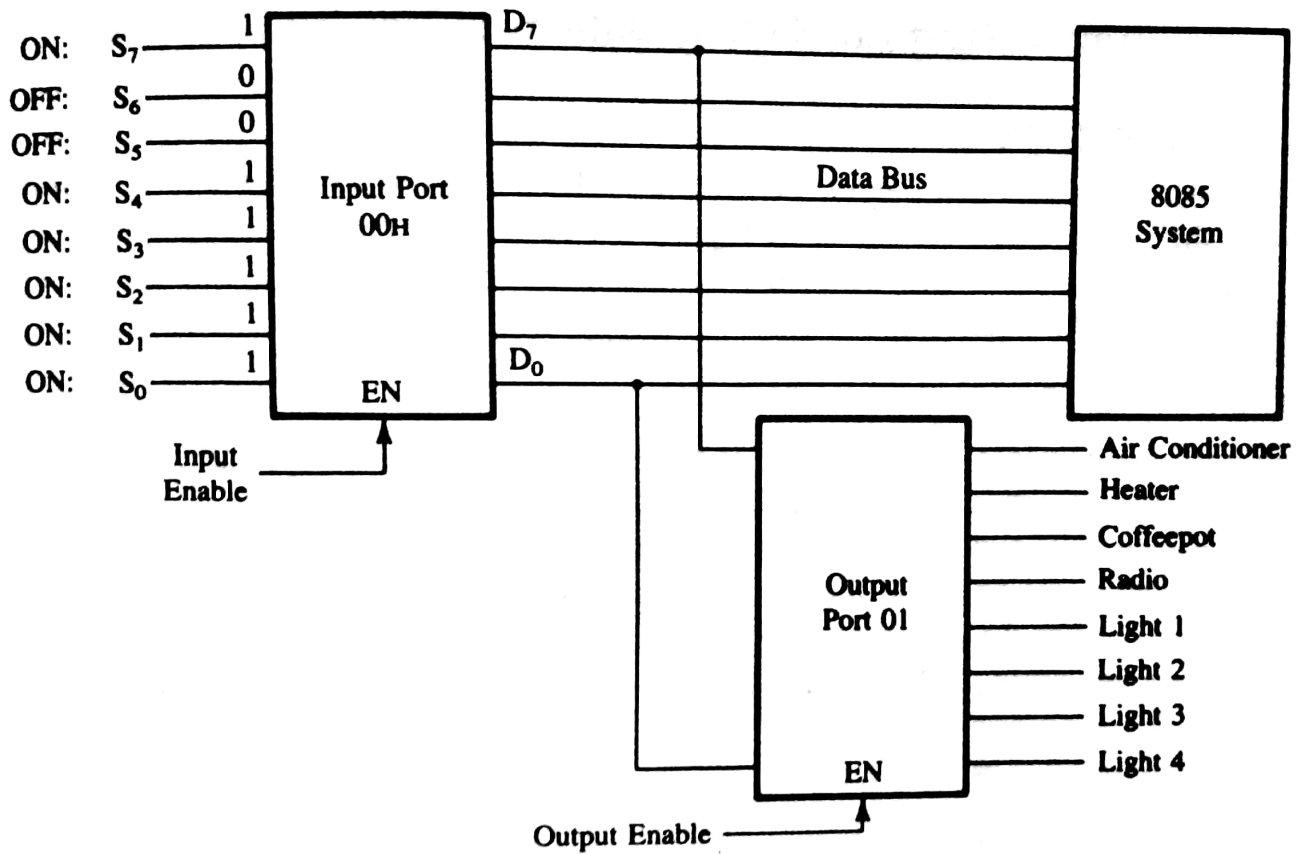 ON: S₇ 1
OFF: S₆ 0
OFF: S₅ 0
ON: S₄ 1
ON: S₃ 1
ON: S₂ 1
ON: S₁ 1
ON: S₀ 1
Input Port
00H
EN
Input
Enable
D₇
D₀
Data Bus
8085
System
Output
Port 01
EN
Output Enable
Air Conditioner
Heater
Coffeepot
Radio
Light 1
Light 2
Light 3
Light 4